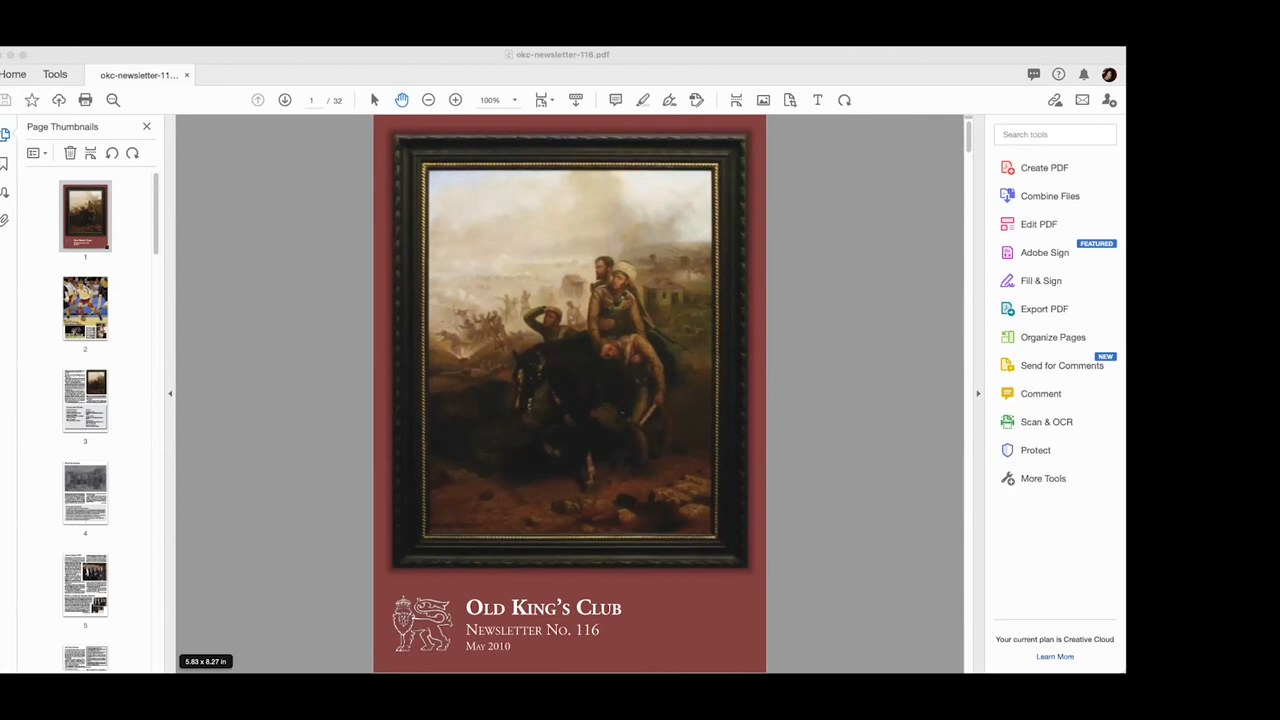 okc-newsletter-116.pdf
Home
Tools
okc-newsletter-11... ×
1 / 32
100%
Page Thumbnails
1
2
3
4
5
5.83 x 8.27 in
Old King's Club
Newsletter No. 116
May 2010
Search tools
Create PDF
Combine Files
Edit PDF
FEATURED
Adobe Sign
Fill & Sign
Export PDF
Organize Pages
NEW
Send for Comments
Comment
Scan & OCR
Protect
More Tools
Your current plan is Creative Cloud
Learn More